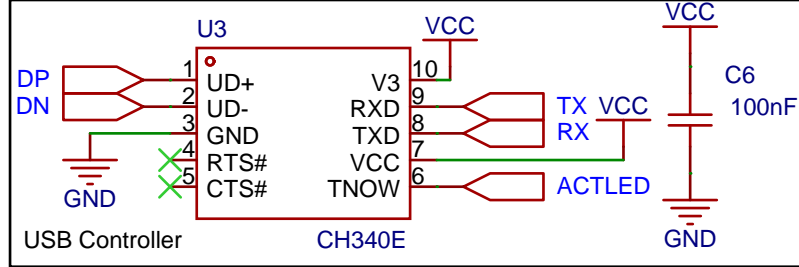 U3
VCC
VCC
DP
1
UD+
V3
10
C6
DN
2
UD-
RXD
9
TX
VCC
100nF
3
GND
TXD
8
RX
4
RTS#
VCC
7
GND
5
CTS#
TNOW
6
ACTLED
USB Controller
CH340E
GND